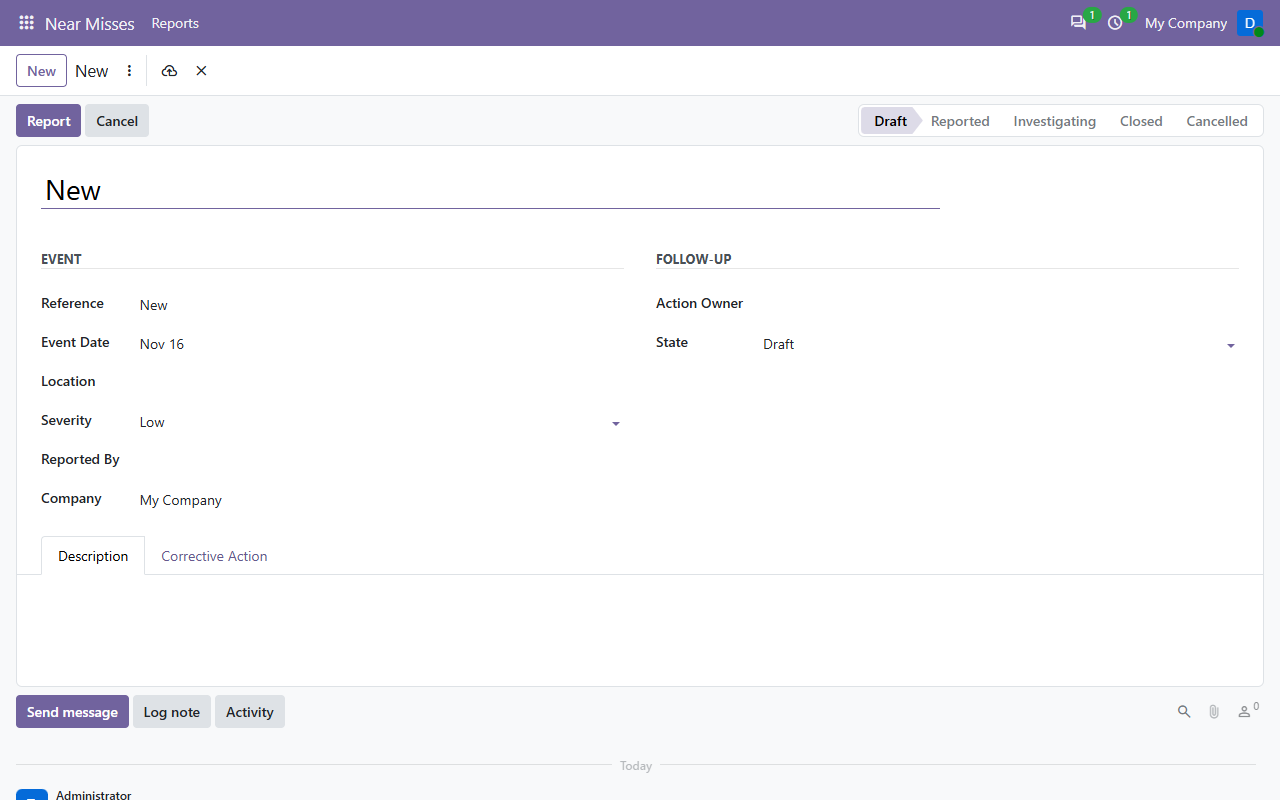 Near Misses Reports 1 1 My Company D
New New
Report Cancel Draft Reported Investigating Closed Cancelled
New
EVENT FOLLOW-UP
Reference New Action Owner
Event Date Nov 16 State Draft
Location
Severity Low
Reported By
Company My Company
Description Corrective Action
Send message Log note Activity 0
Today
Administrator